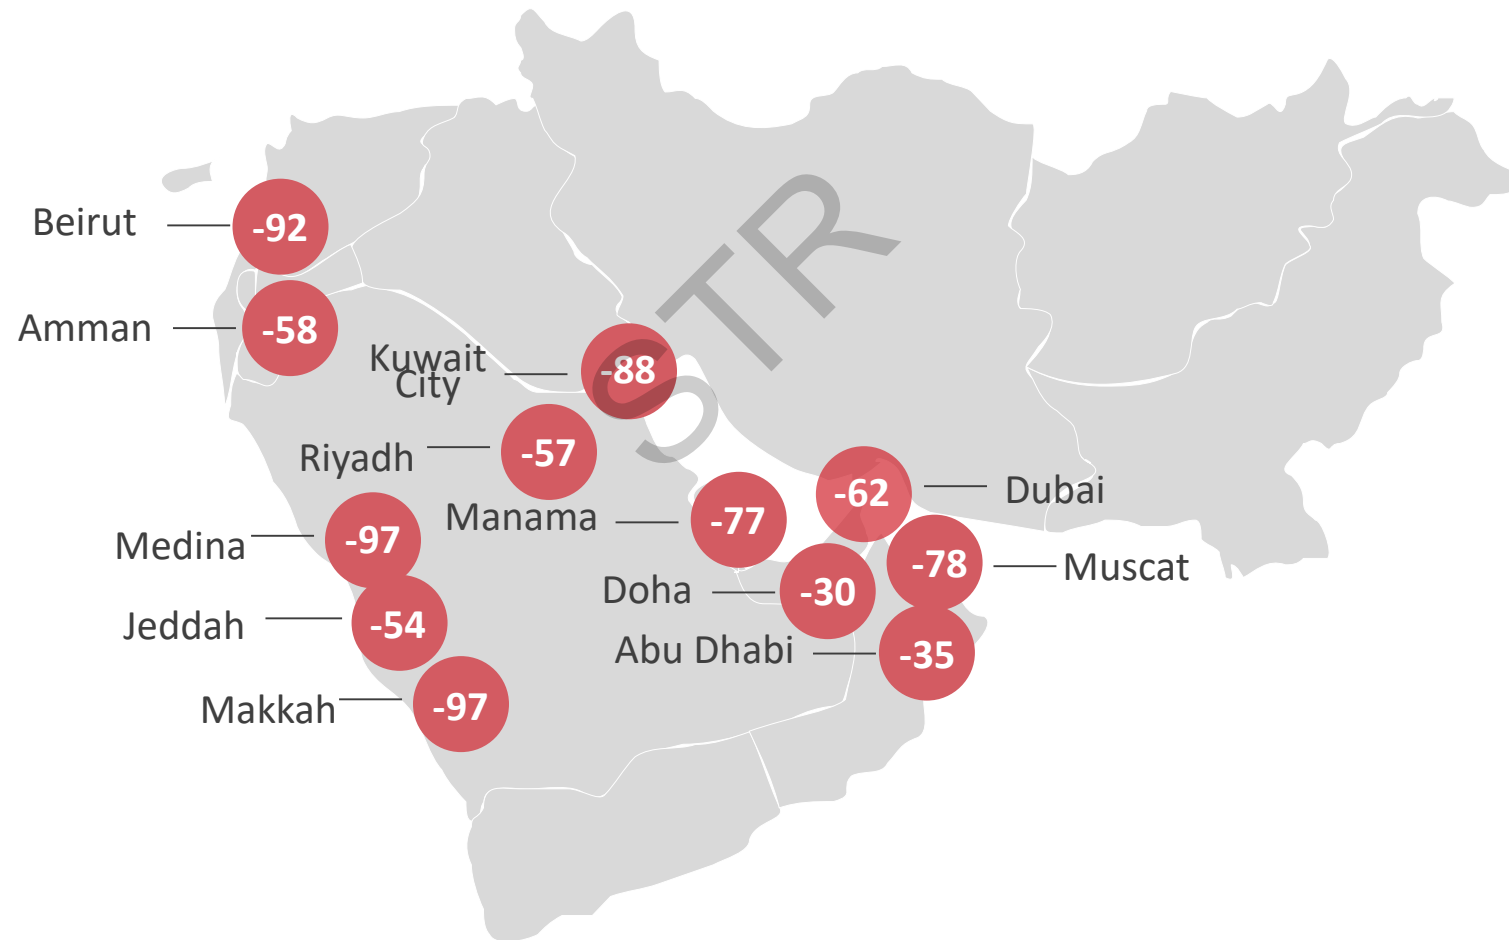 Beirut
-92
Amman
-58
Kuwait
City
-88
Riyadh
-57
Manama
-77
Dubai
-62
Medina
-97
Muscat
-78
Doha
-30
Jeddah
-54
Abu Dhabi
-35
Makkah
-97
STR